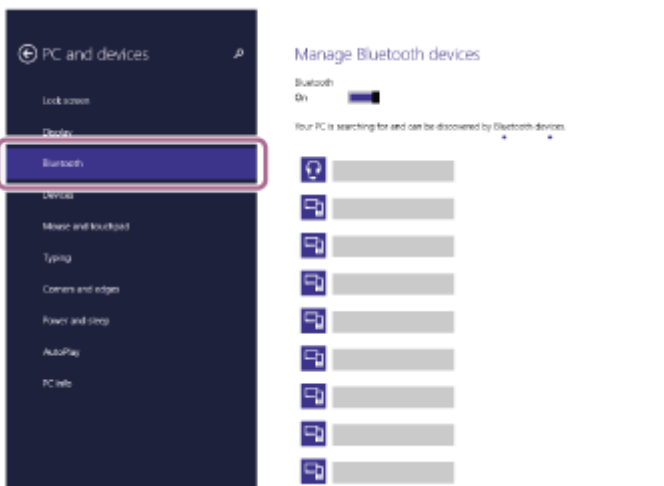 PC and devices
Lock screen
Display
Bluetooth
Devices
Mouse and touchpad
Typing
Corners and edges
Power and sleep
AutoPlay
PC info
Manage Bluetooth devices
Bluetooth
On
Your PC is searching for and can be discovered by Bluetooth devices.